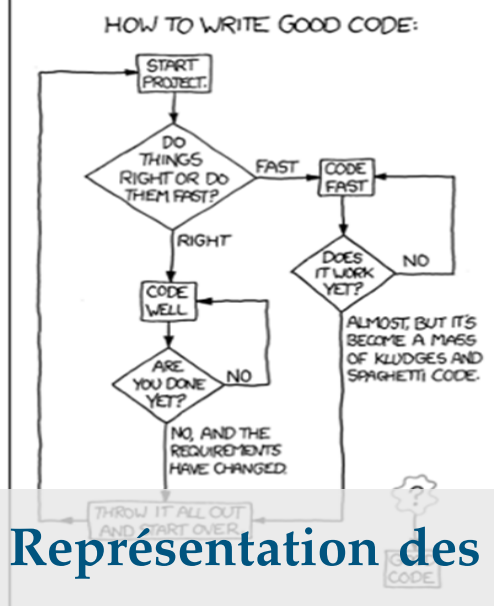 HOW TO WRITE GOOD CODE:
START
PROJECT.
DO
THINGS
RIGHT OR DO
THEM FAST?
FAST
CODE
FAST
RIGHT
DOES
IT WORK
YET?
NO
CODE
WELL
ALMOST, BUT IT'S
BECOME A MASS
OF KLUDGES AND
SPAGHETTI CODE.
ARE
YOU DONE
YET?
NO
NO, AND THE
REQUIREMENTS
HAVE CHANGED.
THROW IT ALL OUT
AND START OVER
?
GOOD
CODE
Représentation des